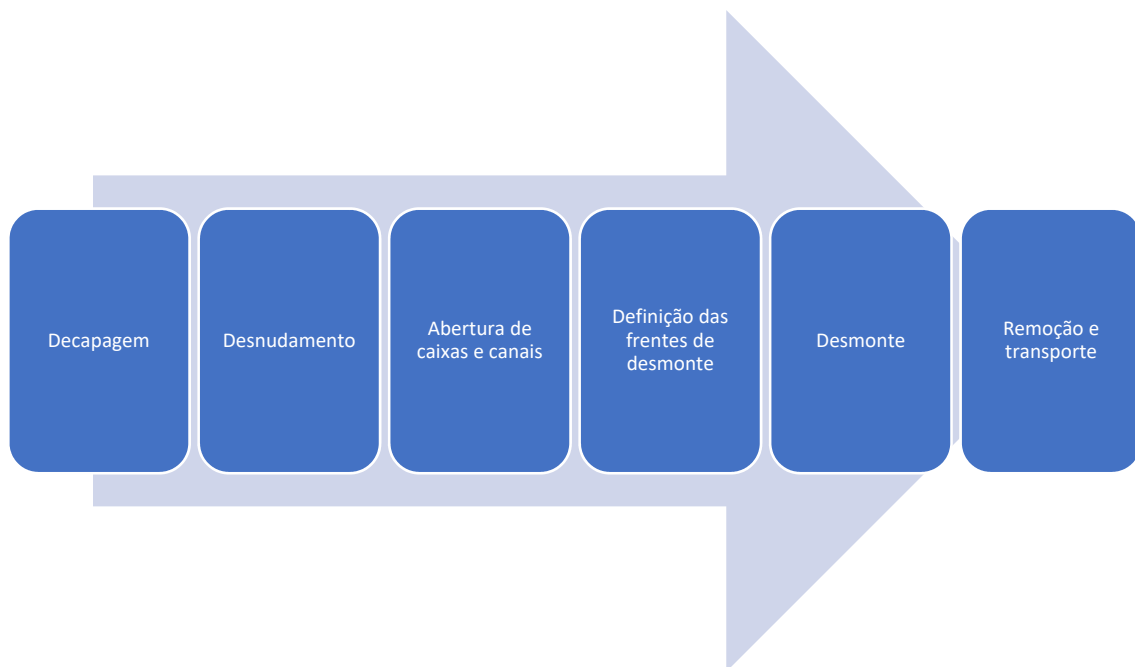 Decapagem
Desnudamento
Abertura de
caixas e canais
Definição das
frentes de
desmonte
Desmonte
Remoção e
transporte